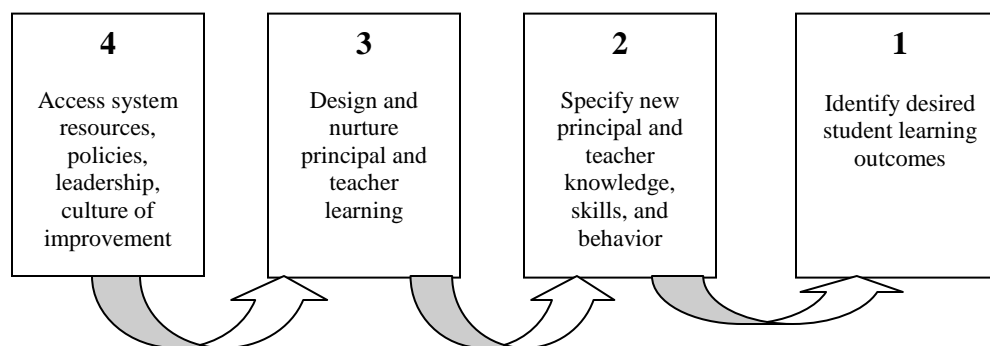 4
Access system
resources,
policies,
leadership,
culture of
improvement
3
Design and
nurture
principal and
teacher
learning
2
Specify new
principal and
teacher
knowledge,
skills, and
behavior
1
Identify desired
student learning
outcomes